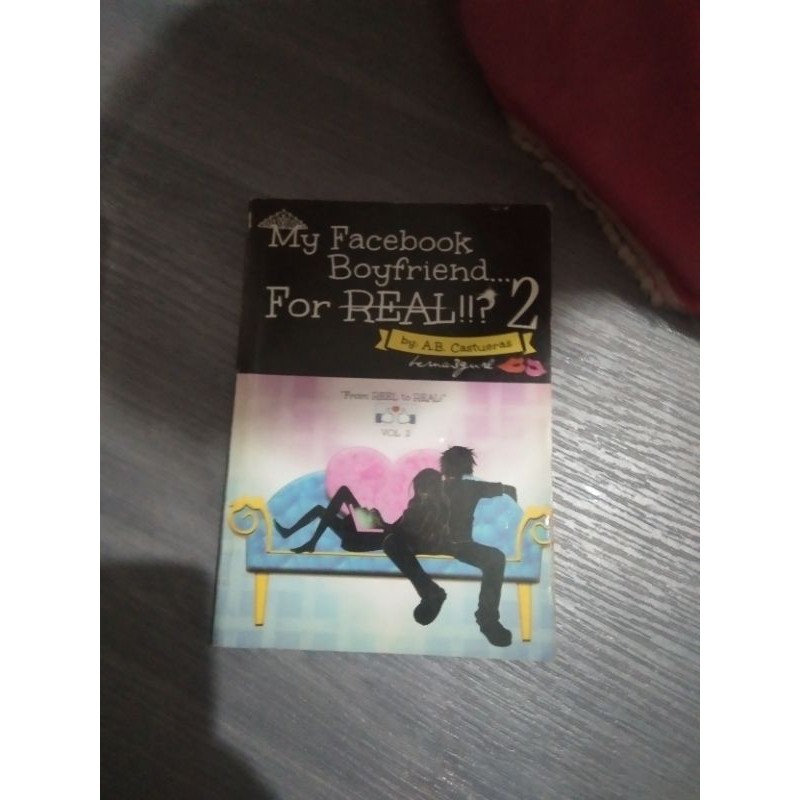 My Facebook
Boyfriend...
For REAL!!? 2
by: A.B. Castueras
"From REEL to REAL"
VOL. 2